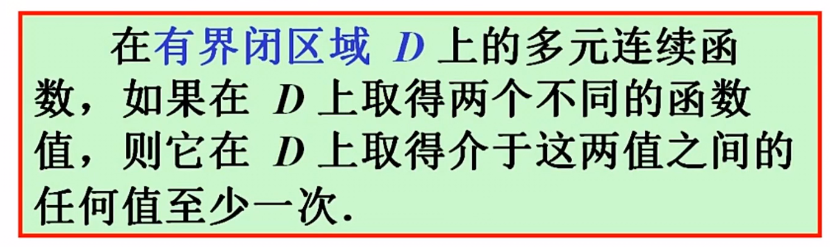 在有界闭区域 D 上的多元连续函
数，如果在 D 上取得两个不同的函数
值，则它在 D 上取得介于这两值之间的
任何值至少一次．